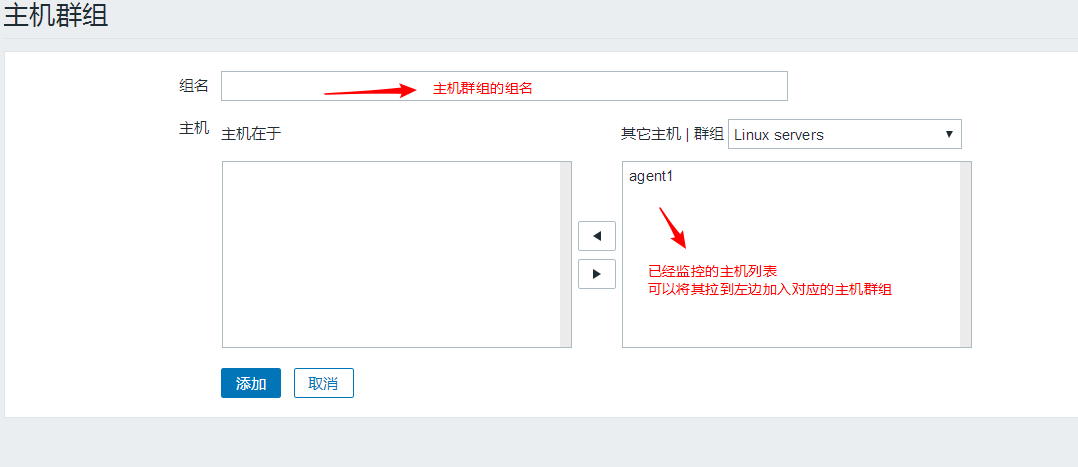 主机群组
组名
主机群组的组名
主机
主机在于
其它主机 | 群组
Linux servers
agent1
已经监控的主机列表
可以将其拉到左边加入对应的主机群组
添加
取消